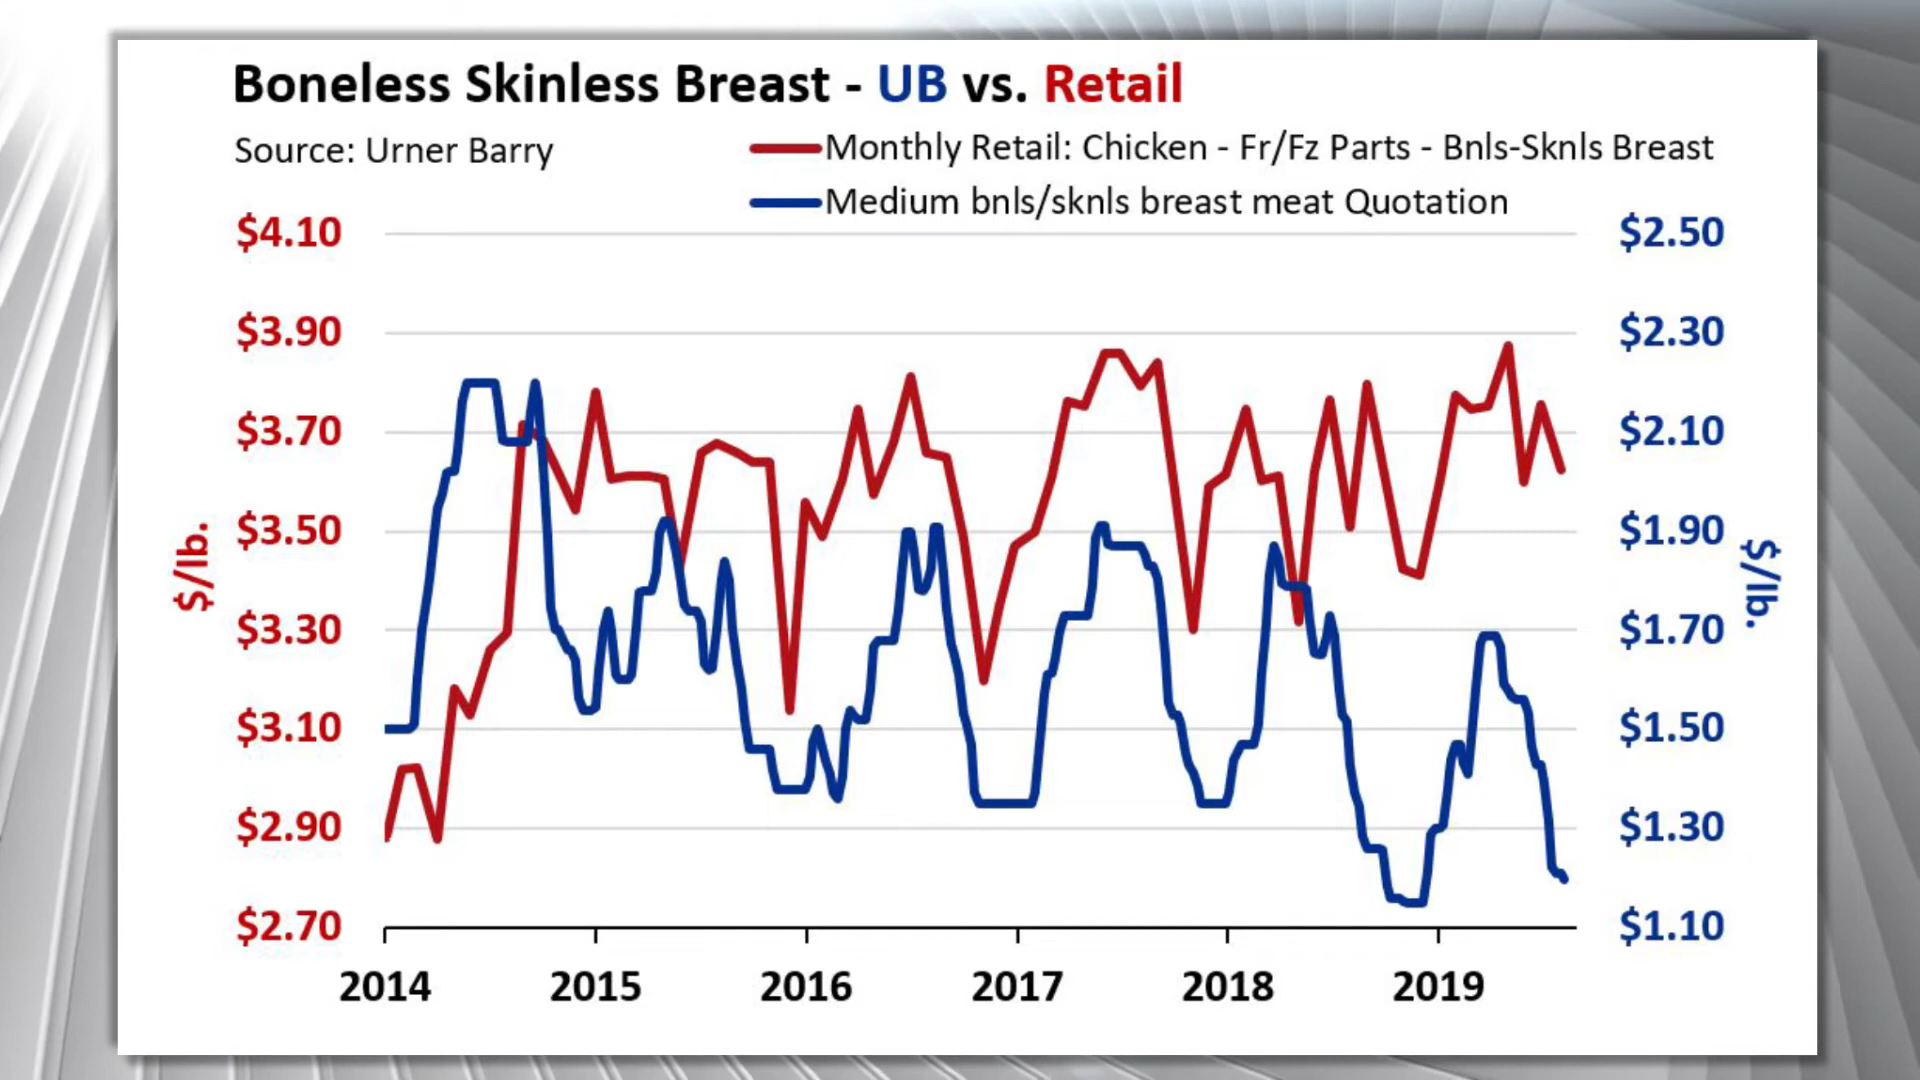 Boneless Skinless Breast - UB vs. Retail
Source: Urner Barry
Monthly Retail: Chicken - Fr/Fz Parts - Bnls-Sknls Breast
Medium bnls/sknls breast meat Quotation
$4.10 $2.50
$3.90 $2.30
$3.70 $2.10
$3.50 $1.90
$/lb. $/lb.
$3.30 $1.70
$3.10 $1.50
$2.90 $1.30
$2.70 $1.10
2014 2015 2016 2017 2018 2019